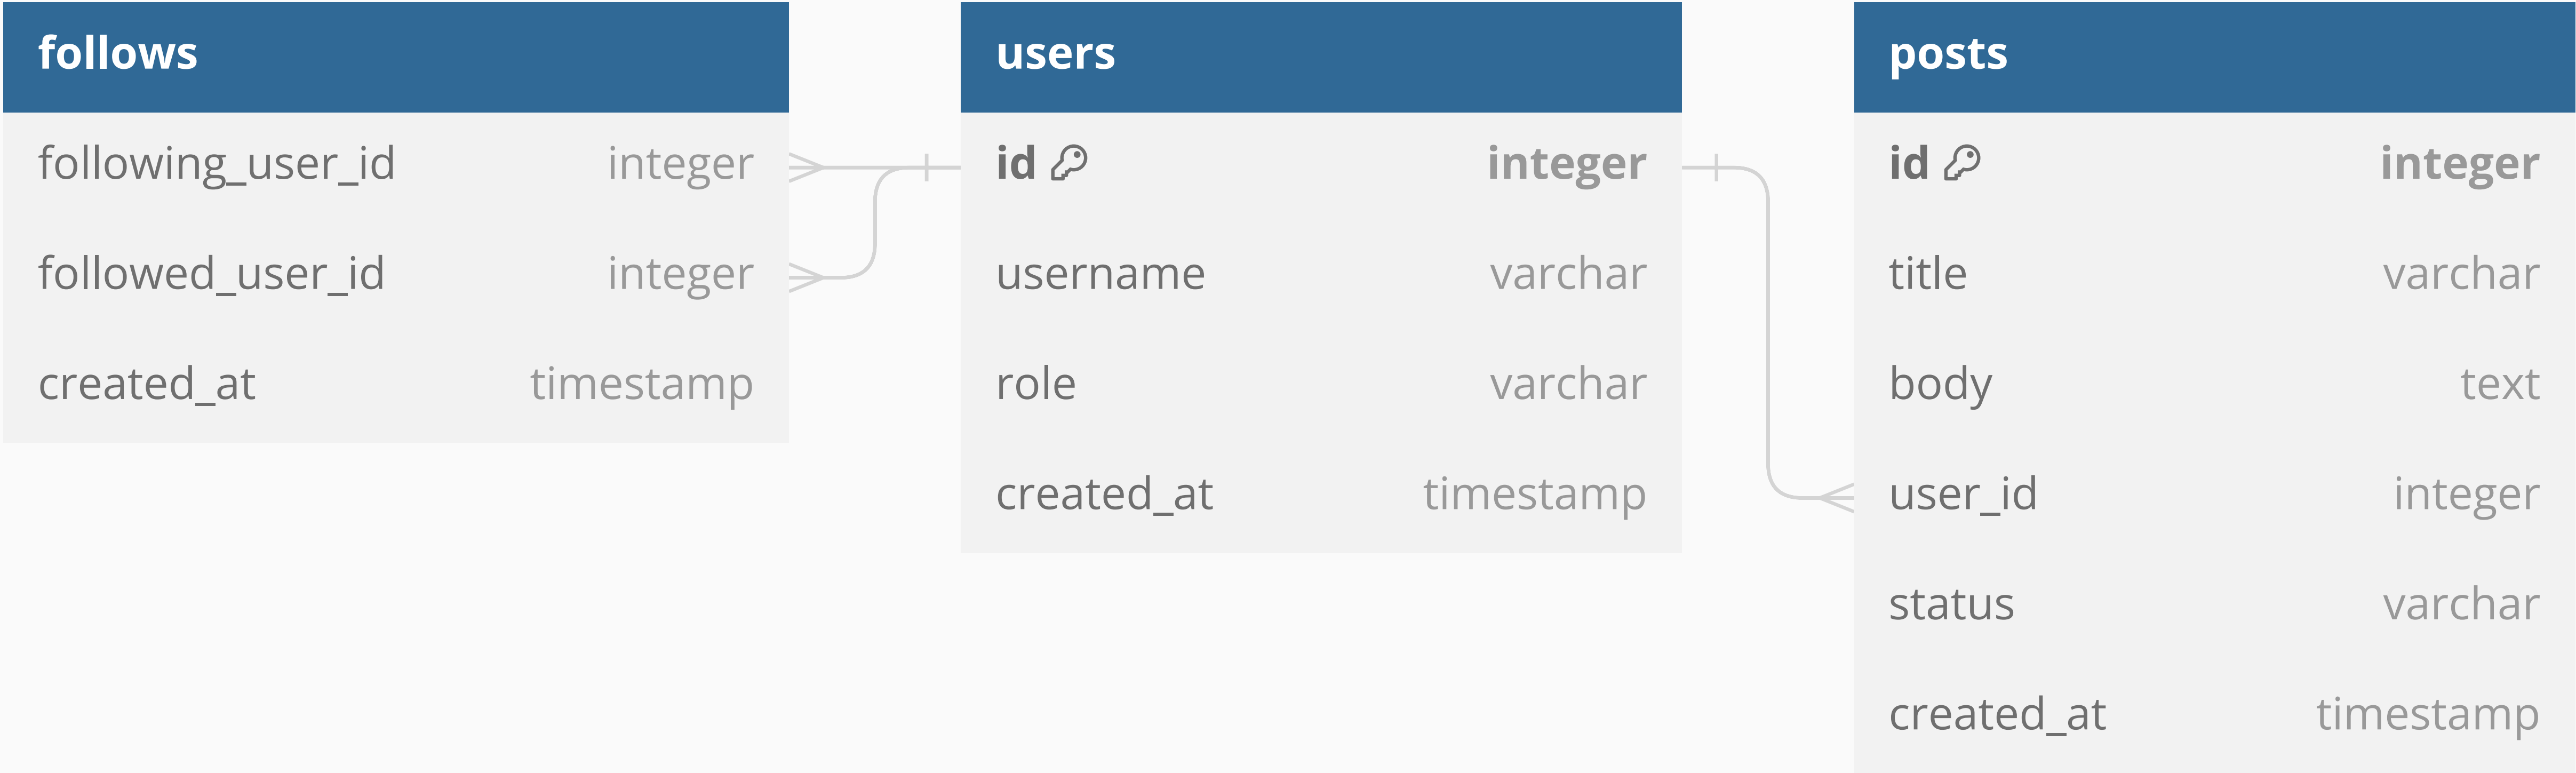 follows
following_user_id integer
followed_user_id integer
created_at timestamp
users
id integer
username varchar
role varchar
created_at timestamp
posts
id integer
title varchar
body text
user_id integer
status varchar
created_at timestamp